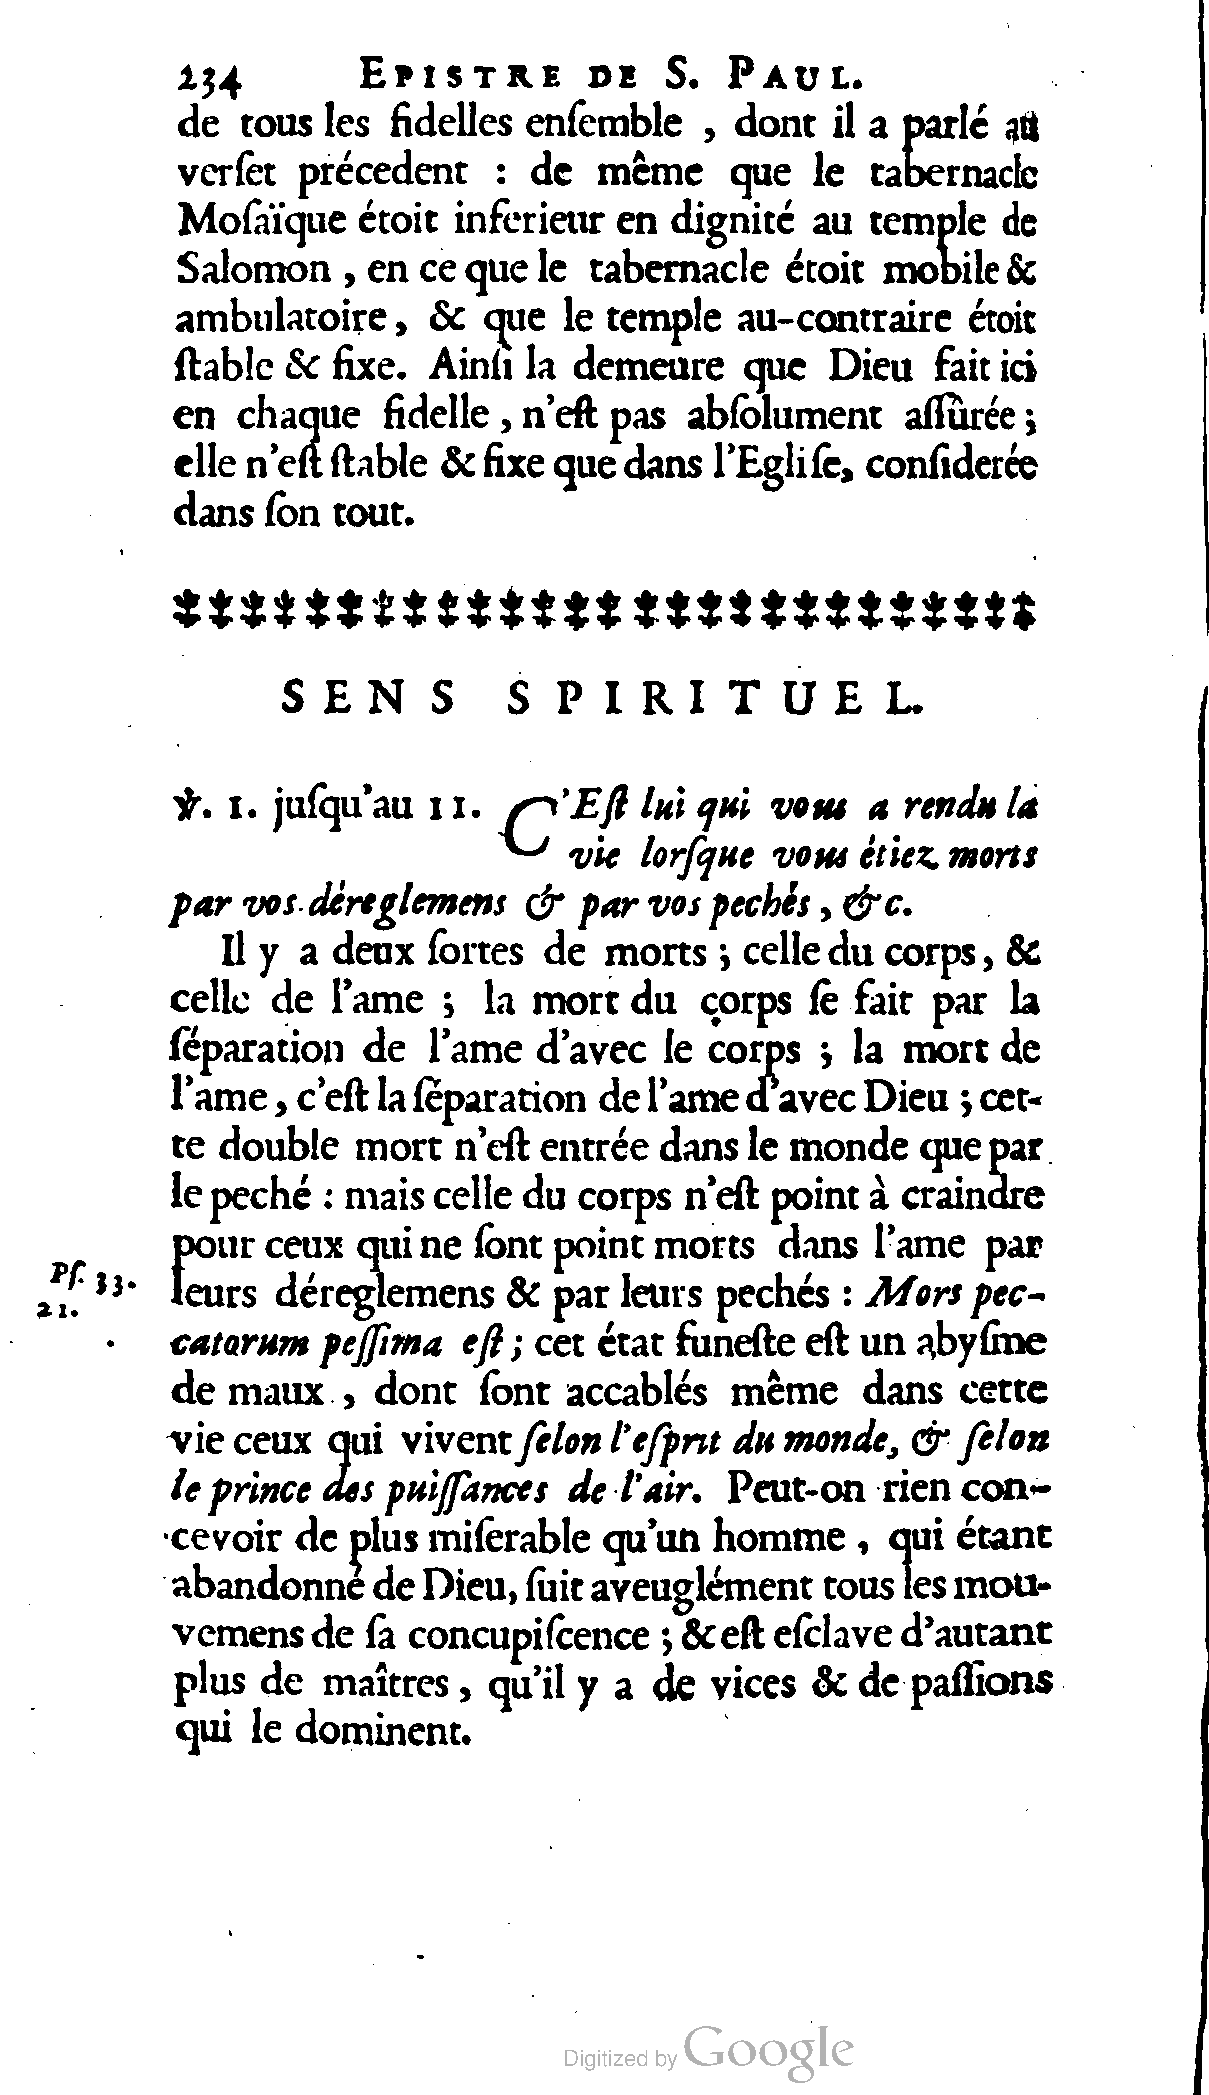 234 EPISTRE DE S. PAUL.
de tous les fidelles enſemble , dont il a parlé au
verſet précedent : de même que le tabernacle
Moſaïque étoit inferieur en dignité au temple de
Salomon , en ce que le tabernacle étoit mobile &
ambulatoire, & que le temple au-contraire étoit
ſtable & fixe. Ainſi la demeure que Dieu fait ici
en chaque fidelle , n'eſt pas abſolument aſſûrée ;
elle n'eſt ſtable & fixe que dans l'Egliſe, conſiderée
dans ſon tout.
SENS SPIRITUEL.
℣. 1. juſqu'au 11. C'Eſt lui qui vous a rendu la
vie lorſque vous étiez morts
par vos déreglemens & par vos pechés , &c.
Il y a deux ſortes de morts ; celle du corps, &
celle de l'ame ; la mort du corps ſe fait par la
ſéparation de l'ame d'avec le corps ; la mort de
l'ame , c'eſt la ſéparation de l'ame d'avec Dieu ; cet-
te double mort n'eſt entrée dans le monde que par
le peché : mais celle du corps n'eſt point à craindre
pour ceux qui ne ſont point morts dans l'ame par
Pſ. 33. leurs déreglemens & par leurs pechés : Mors pec-
21.
catorum peſſima eſt ; cet état funeſte eſt un abyſme
de maux , dont ſont accablés même dans cette
vie ceux qui vivent ſelon l'eſprit du monde, & ſelon
le prince des puiſſances de l'air. Peut-on rien con-
cevoir de plus miſerable qu'un homme , qui étant
abandonné de Dieu, ſuit aveuglément tous les mou-
vemens de ſa concupiſcence ; & eſt eſclave d'autant
plus de maîtres , qu'il y a de vices & de paſſions
qui le dominent.
Digitized by Google